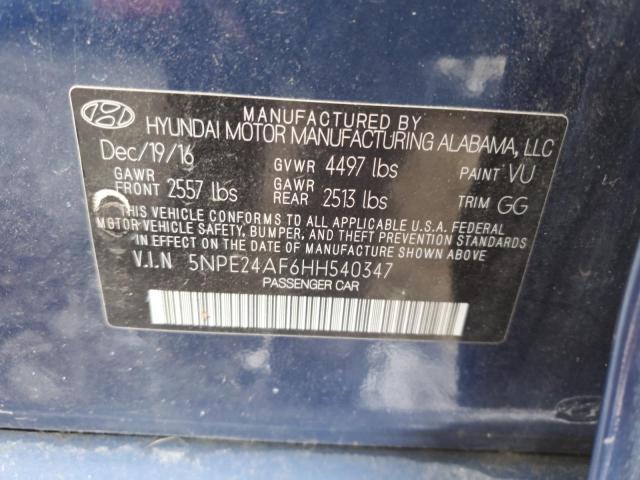 MANUFACTURED BY
HYUNDAI MOTOR MANUFACTURING ALABAMA, LLC
Dec/19/16 GVWR 4497 lbs PAINT VU
GAWR FRONT 2557 lbs GAWR REAR 2513 lbs TRIM GG
THIS VEHICLE CONFORMS TO ALL APPLICABLE U.S.A. FEDERAL
MOTOR VEHICLE SAFETY, BUMPER, AND THEFT PREVENTION STANDARDS
IN EFFECT ON THE DATE OF MANUFACTURE SHOWN ABOVE
V.I.N 5NPE24AF6HH540347
PASSENGER CAR